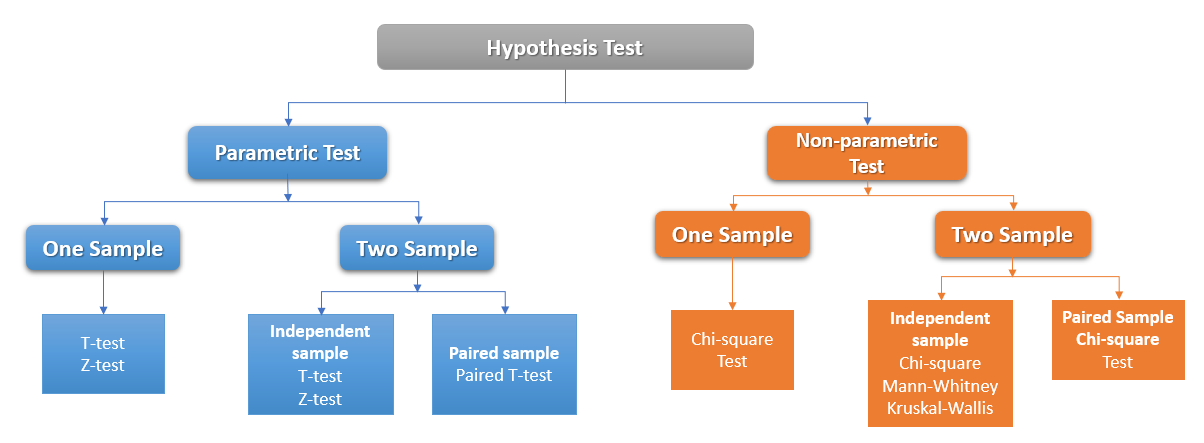 Hypothesis Test
Parametric Test
Non-parametric
Test
One Sample
Two Sample
One Sample
Two Sample
T-test
Z-test
Independent
sample
T-test
Z-test
Paired sample
Paired T-test
Chi-square
Test
Independent
sample
Chi-square
Mann-Whitney
Kruskal-Wallis
Paired Sample
Chi-square
Test